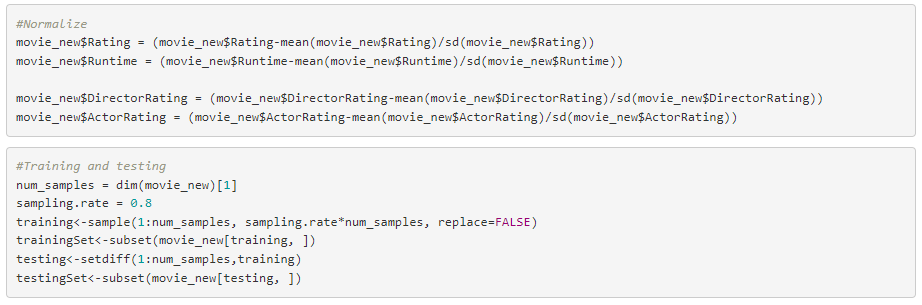 #Normalize
movie_new$Rating = (movie_new$Rating-mean(movie_new$Rating)/sd(movie_new$Rating))
movie_new$Runtime = (movie_new$Runtime-mean(movie_new$Runtime)/sd(movie_new$Runtime))
movie_new$DirectorRating = (movie_new$DirectorRating-mean(movie_new$DirectorRating)/sd(movie_new$DirectorRating))
movie_new$ActorRating = (movie_new$ActorRating-mean(movie_new$ActorRating)/sd(movie_new$ActorRating))
#Training and testing
num_samples = dim(movie_new)[1]
sampling.rate = 0.8
training<-sample(1:num_samples, sampling.rate*num_samples, replace=FALSE)
trainingSet<-subset(movie_new[training, ])
testing<-setdiff(1:num_samples,training)
testingSet<-subset(movie_new[testing, ])